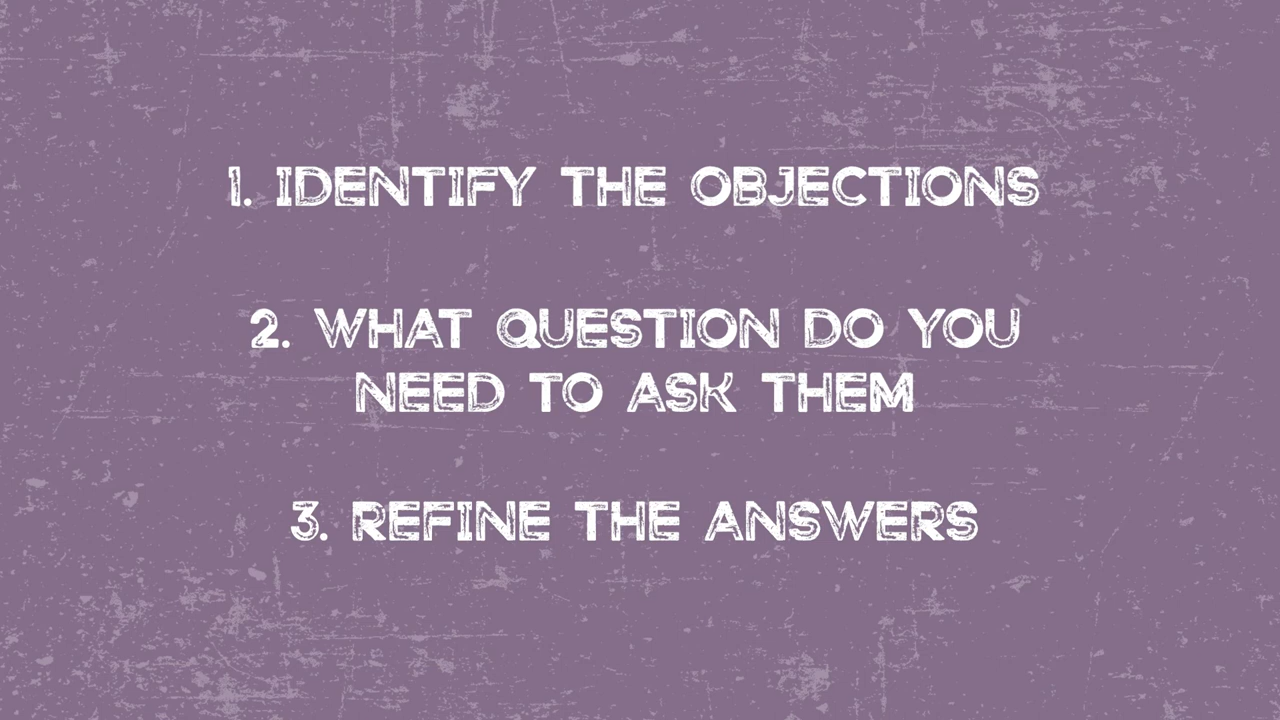 1. IDENTIFY THE OBJECTIONS
2. WHAT QUESTION DO YOU
NEED TO ASK THEM
3. REFINE THE ANSWERS